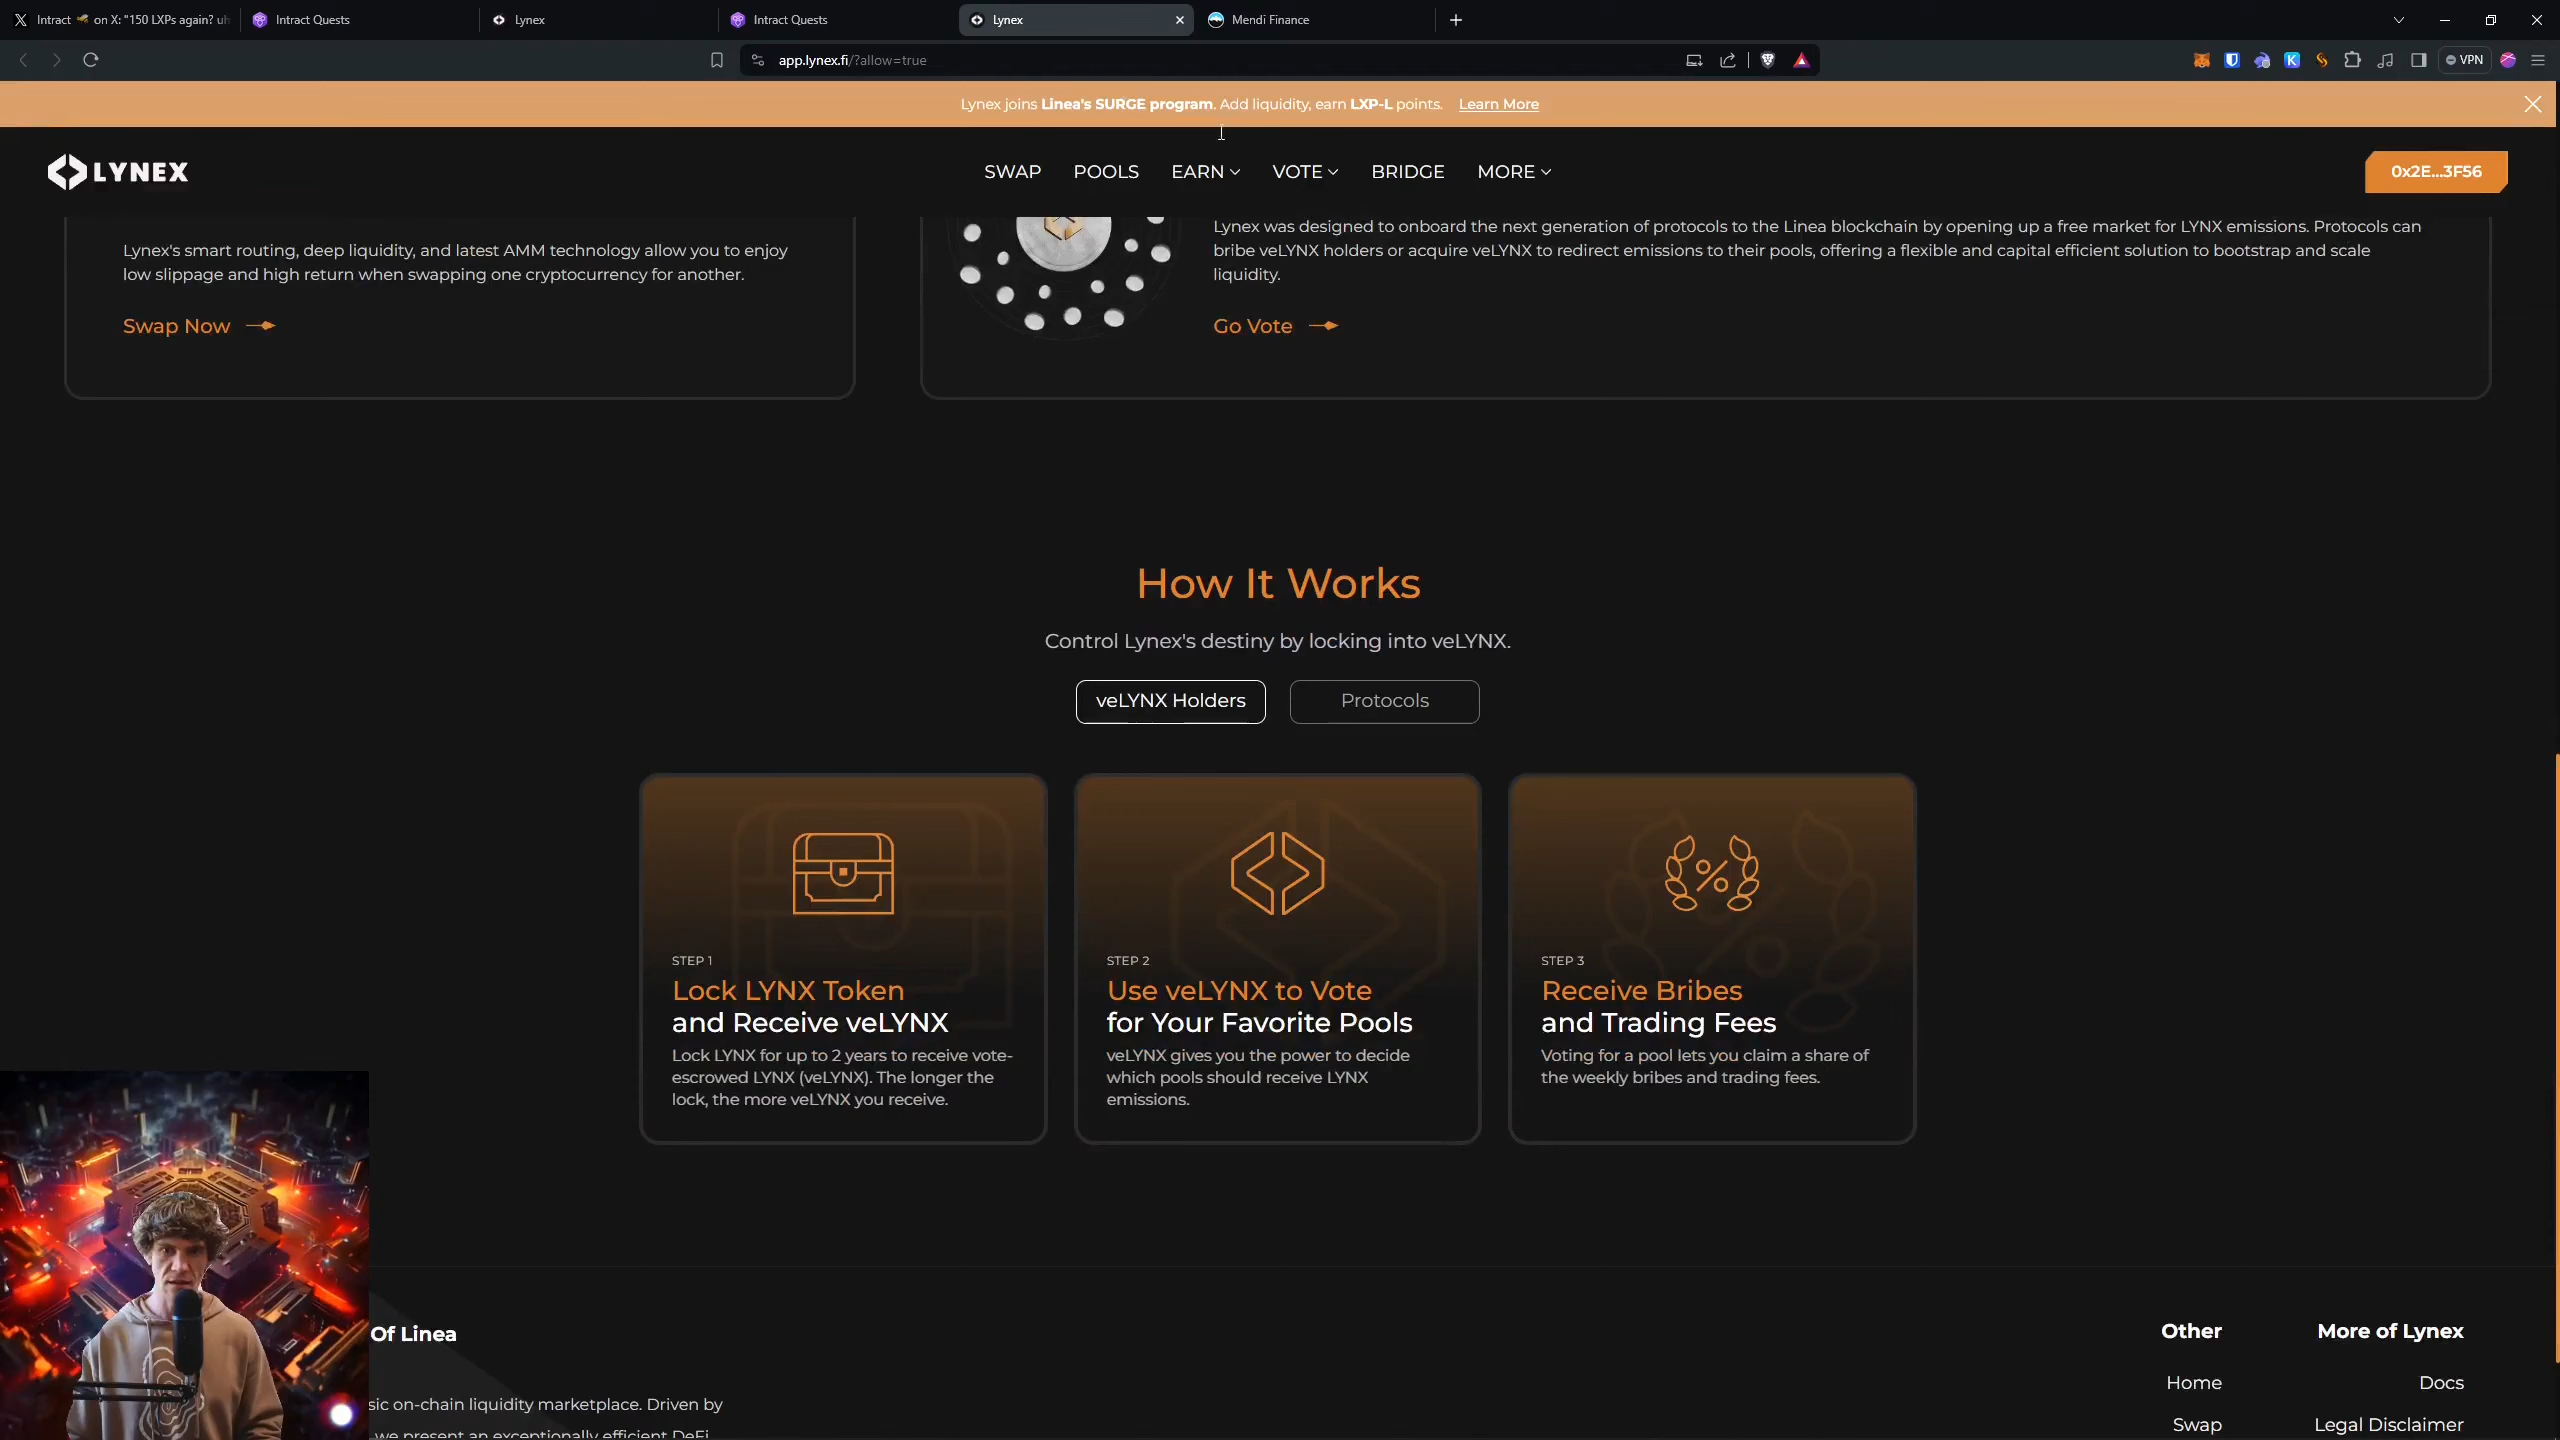 Intract on X: "150 LXPs again? uh
Intract Quests
Lynex
Intract Quests
Lynex
Mendi Finance
app.lynex.fi/?allow=true
VPN
Lynex joins Linea's SURGE program. Add liquidity, earn LXP-L points. Learn More
LYNEX
SWAP
POOLS
EARN
VOTE
BRIDGE
MORE
0x2E...3F56
Lynex's smart routing, deep liquidity, and latest AMM technology allow you to enjoy
low slippage and high return when swapping one cryptocurrency for another.
Swap Now
Lynex was designed to onboard the next generation of protocols to the Linea blockchain by opening up a free market for LYNX emissions. Protocols can
bribe veLYNX holders or acquire veLYNX to redirect emissions to their pools, offering a flexible and capital efficient solution to bootstrap and scale
liquidity.
Go Vote
How It Works
Control Lynex's destiny by locking into veLYNX.
veLYNX Holders
Protocols
STEP 1
Lock LYNX Token
and Receive veLYNX
Lock LYNX for up to 2 years to receive vote-
escrowed LYNX (veLYNX). The longer the
lock, the more veLYNX you receive.
STEP 2
Use veLYNX to Vote
for Your Favorite Pools
veLYNX gives you the power to decide
which pools should receive LYNX
emissions.
STEP 3
Receive Bribes
and Trading Fees
Voting for a pool lets you claim a share of
the weekly bribes and trading fees.
Of Linea
sic on-chain liquidity marketplace. Driven by
we present an exceptionally efficient DeFi
Other
Home
Swap
More of Lynex
Docs
Legal Disclaimer